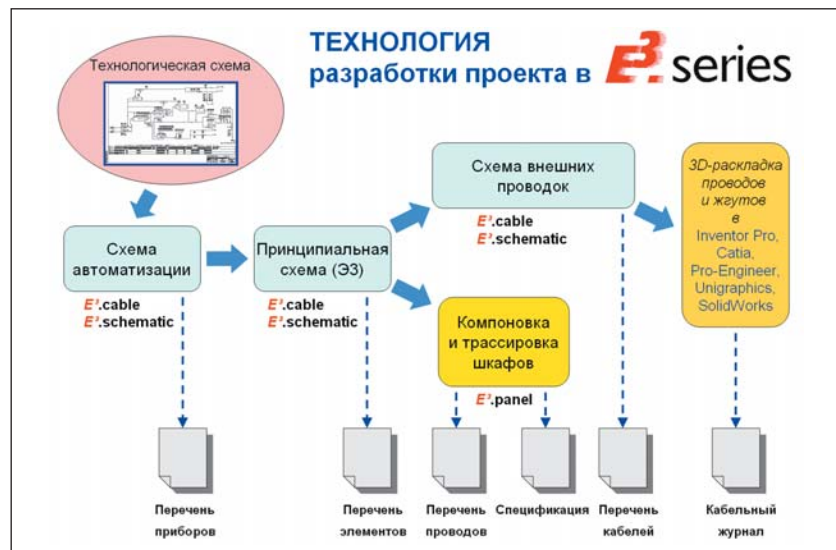 ТЕХНОЛОГИЯ
разработки проекта в E³.series
Технологическая схема
Схема
автоматизации
E³.cable
E³.schematic
Принципиальная
схема (Э3)
E³.cable
E³.schematic
Схема внешних
проводок
E³.cable
E³.schematic
Компоновка
и трассировка
шкафов
E³.panel
3D-раскладка
проводов
и жгутов
в
Inventor Pro,
Catia,
Pro-Engineer,
Unigraphics,
SolidWorks
Перечень
приборов
Перечень
элементов
Перечень
проводов
Спецификация
Перечень
кабелей
Кабельный
журнал